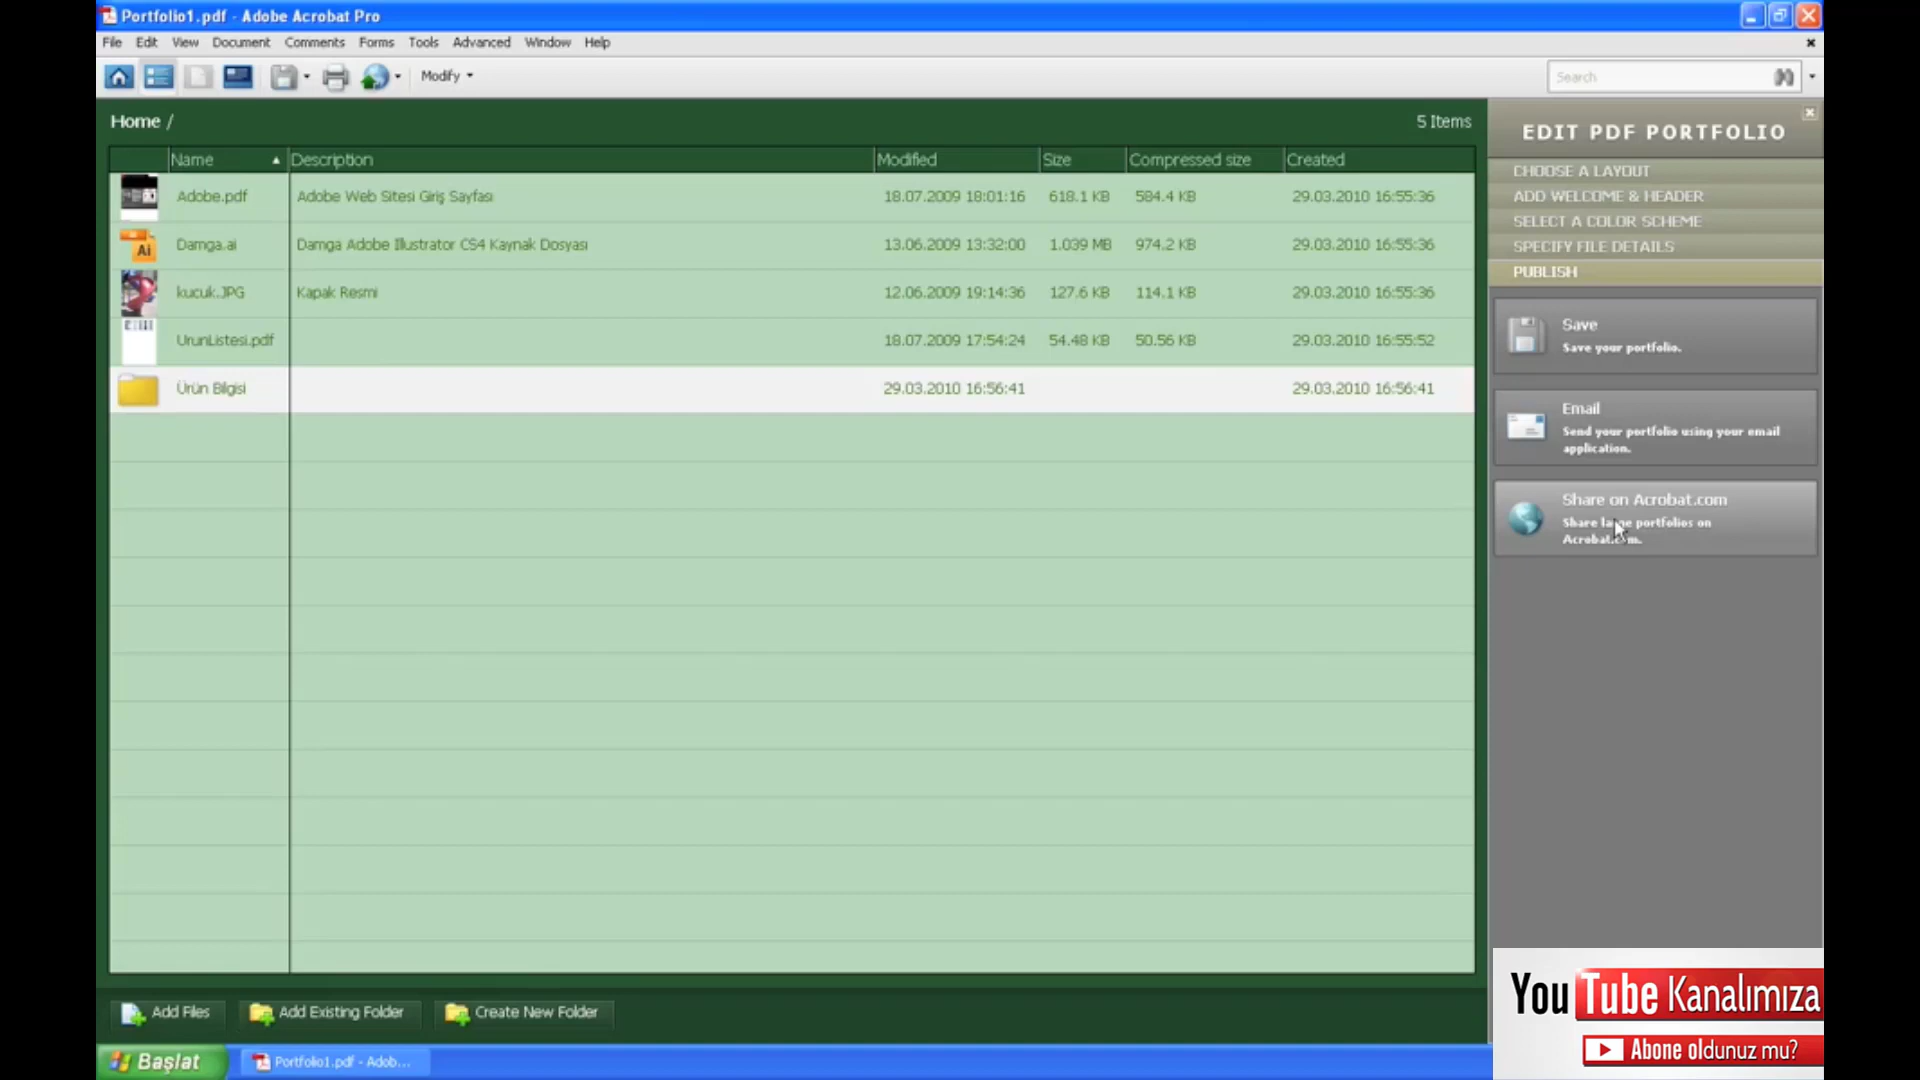 Portfolio1.pdf - Adobe Acrobat Pro
File Edit View Document Comments Forms Tools Advanced Window Help
Modify
Search
Home /
5 Items
Name Description Modified Size Compressed size Created
Adobe.pdf Adobe Web Sitesi Giriş Sayfası 18.07.2009 18:01:16 618.1 KB 584.4 KB 29.03.2010 16:55:36
Ai
Damga.ai Damga Adobe Illustrator CS4 Kaynak Dosyası 13.06.2009 13:32:00 1.039 MB 974.2 KB 29.03.2010 16:55:36
kucuk.JPG Kapak Resmi 12.06.2009 19:14:36 127.6 KB 114.1 KB 29.03.2010 16:55:36
UrunListesi.pdf 18.07.2009 17:54:24 54.48 KB 50.56 KB 29.03.2010 16:55:52
Ürün Bilgisi 29.03.2010 16:56:41 29.03.2010 16:56:41
EDIT PDF PORTFOLIO
CHOOSE A LAYOUT
ADD WELCOME & HEADER
SELECT A COLOR SCHEME
SPECIFY FILE DETAILS
PUBLISH
Save
Save your portfolio.
Email
Send your portfolio using your email
application.
Share on Acrobat.com
Share large portfolios on
Acrobat.com.
Add Files Add Existing Folder Create New Folder
Başlat Portfolio1.pdf - Adob...
YouTube Kanalımıza
Abone oldunuz mu?